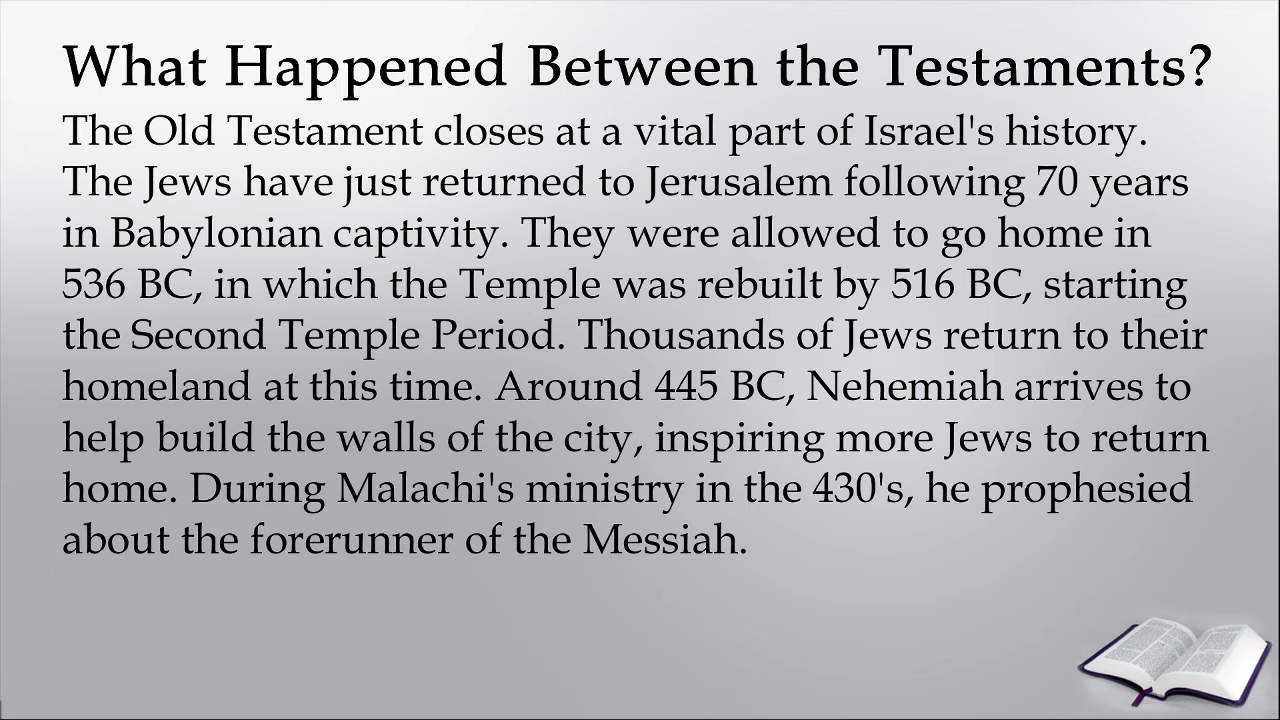 What Happened Between the Testaments?
The Old Testament closes at a vital part of Israel's history.
The Jews have just returned to Jerusalem following 70 years
in Babylonian captivity. They were allowed to go home in
536 BC, in which the Temple was rebuilt by 516 BC, starting
the Second Temple Period. Thousands of Jews return to their
homeland at this time. Around 445 BC, Nehemiah arrives to
help build the walls of the city, inspiring more Jews to return
home. During Malachi's ministry in the 430's, he prophesied
about the forerunner of the Messiah.